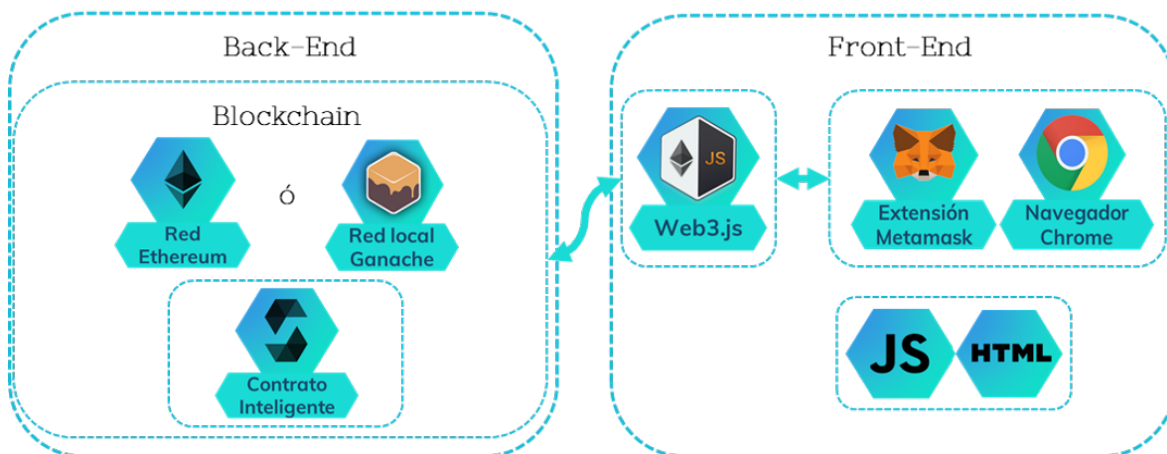 Back-End
Blockchain
Red
Ethereum
ó
Red local
Ganache
Contrato
Inteligente
Front-End
JS
Web3.js
Extensión
Metamask
Navegador
Chrome
JS
HTML